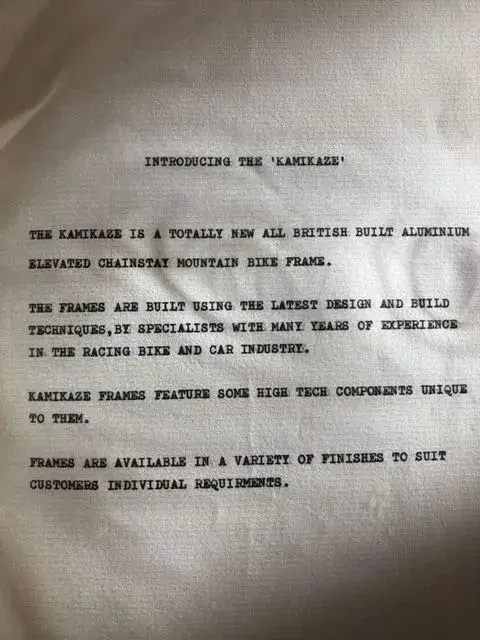 INTRODUCING THE 'KAMIKAZE'
THE KAMIKAZE IS A TOTALLY NEW ALL BRITISH BUILT ALUMINIUM
ELEVATED CHAINSTAY MOUNTAIN BIKE FRAME.
THE FRAMES ARE BUILT USING THE LATEST DESIGN AND BUILD
TECHNIQUES,BY SPECIALISTS WITH MANY YEARS OF EXPERIENCE
IN THE RACING BIKE AND CAR INDUSTRY.
KAMIKAZE FRAMES FEATURE SOME HIGH TECH COMPONENTS UNIQUE
TO THEM.
FRAMES ARE AVAILABLE IN A VARIETY OF FINISHES TO SUIT
CUSTOMERS INDIVIDUAL REQUIRMENTS.